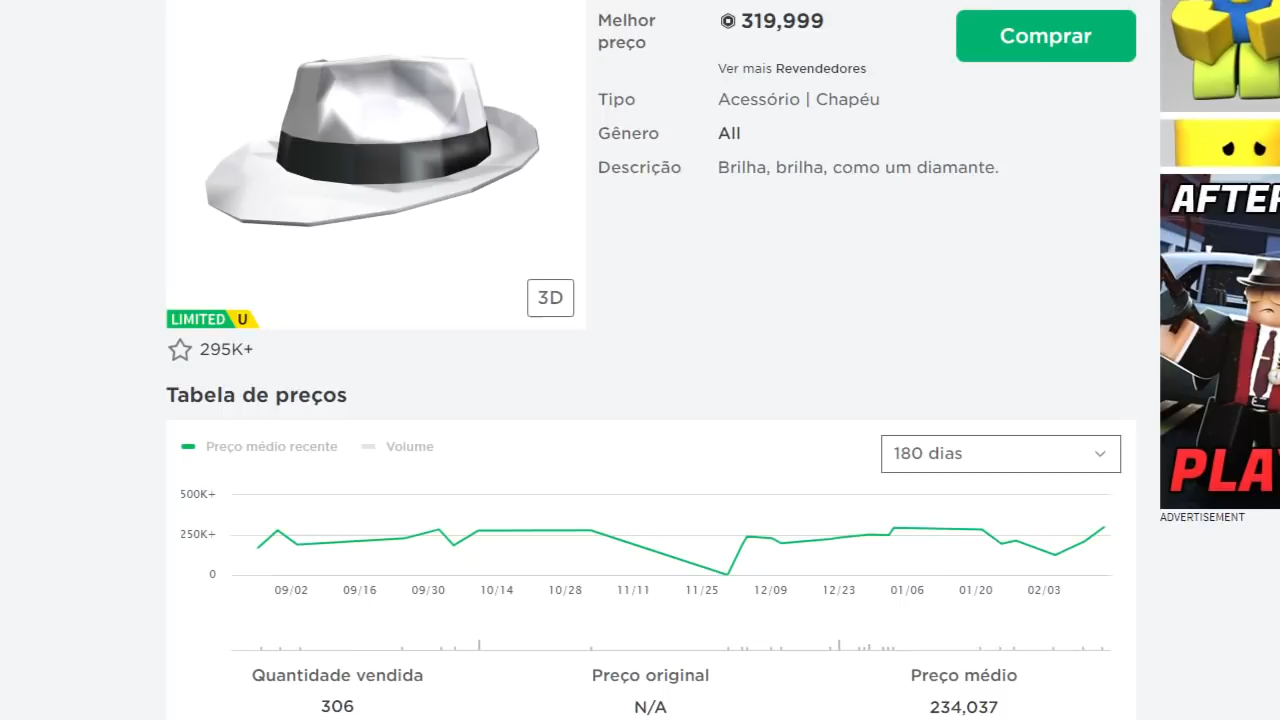 Melhor preço
319,999
Comprar
Ver mais Revendedores
Tipo
Acessório | Chapéu
Gênero
All
Descrição
Brilha, brilha, como um diamante.
3D
LIMITED U
295K+
Tabela de preços
Preço médio recente
Volume
180 dias
500K+
250K+
0
09/02 09/16 09/30 10/14 10/28 11/11 11/25 12/09 12/23 01/06 01/20 02/03
Quantidade vendida
306
Preço original
N/A
Preço médio
234,037
AFTER
PLA
ADVERTISEMENT